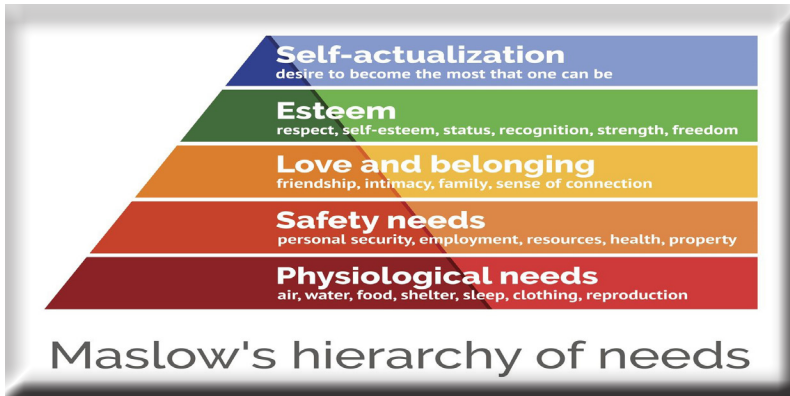 Self-actualization
desire to become the most that one can be
Esteem
respect, self-esteem, status, recognition, strength, freedom
Love and belonging
friendship, intimacy, family, sense of connection
Safety needs
personal security, employment, resources, health, property
Physiological needs
air, water, food, shelter, sleep, clothing, reproduction
Maslow's hierarchy of needs